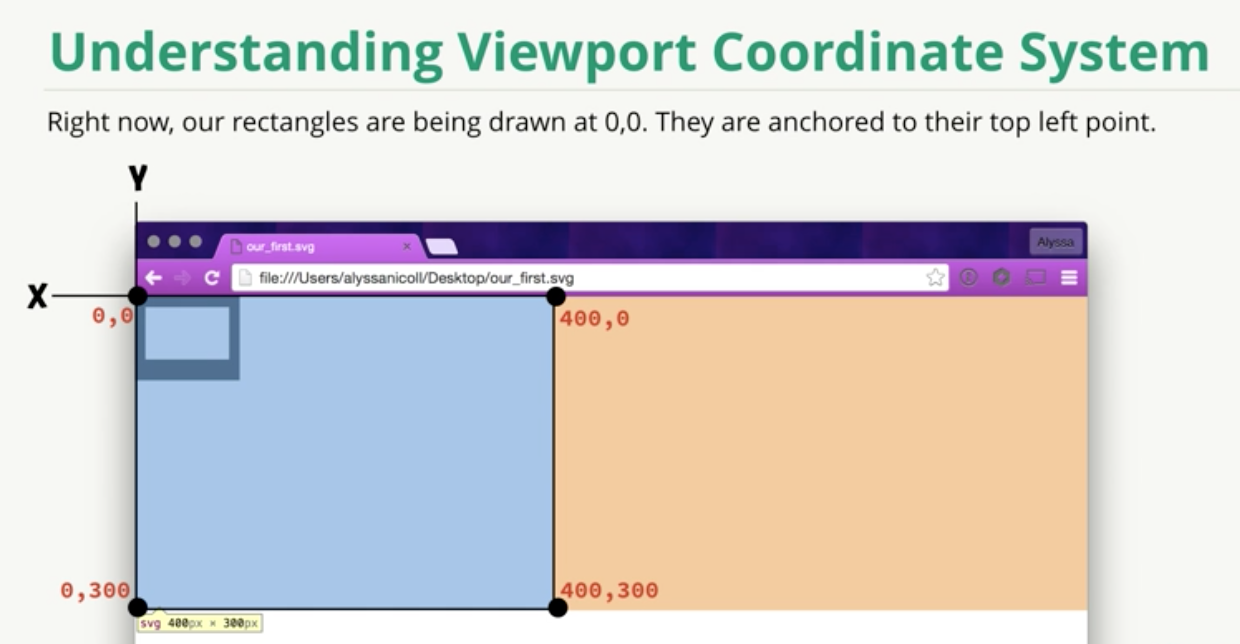 Understanding Viewport Coordinate System
Right now, our rectangles are being drawn at 0,0. They are anchored to their top left point.
Y
our_first.svg × Alyssa
file:///Users/alyssanicoll/Desktop/our_first.svg
X
0,0 400,0
0,300 400,300
svg 400px × 300px